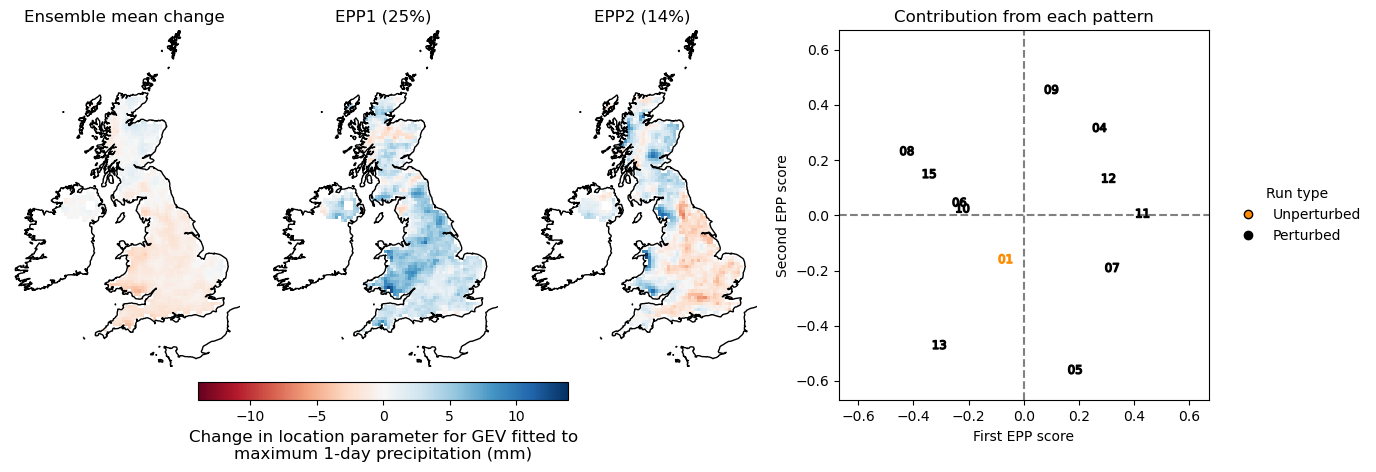 Ensemble mean change
EPP1 (25%)
EPP2 (14%)
Contribution from each pattern
−10
−5
0
5
10
Change in location parameter for GEV fitted to
maximum 1-day precipitation (mm)
Second EPP score
0.6
0.4
0.2
0.0
−0.2
−0.4
−0.6
09
04
08
15
12
06
10
11
01
07
13
05
−0.6
−0.4
−0.2
0.0
0.2
0.4
0.6
First EPP score
Run type
Unperturbed
Perturbed